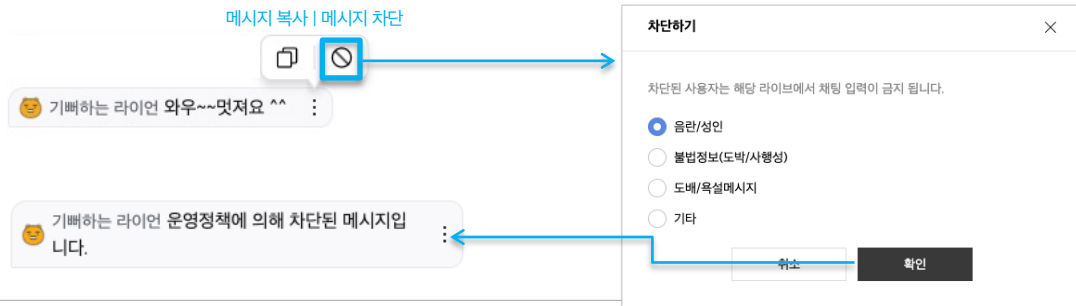 메시지 복사 | 메시지 차단
기뻐하는 라이언 와우~~멋져요 ^^
기뻐하는 라이언 운영정책에 의해 차단된 메시지입
니다.
차단하기
차단된 사용자는 해당 라이브에서 채팅 입력이 금지 됩니다.
음란/성인
불법정보(도박/사행성)
도배/욕설메시지
기타
취소
확인